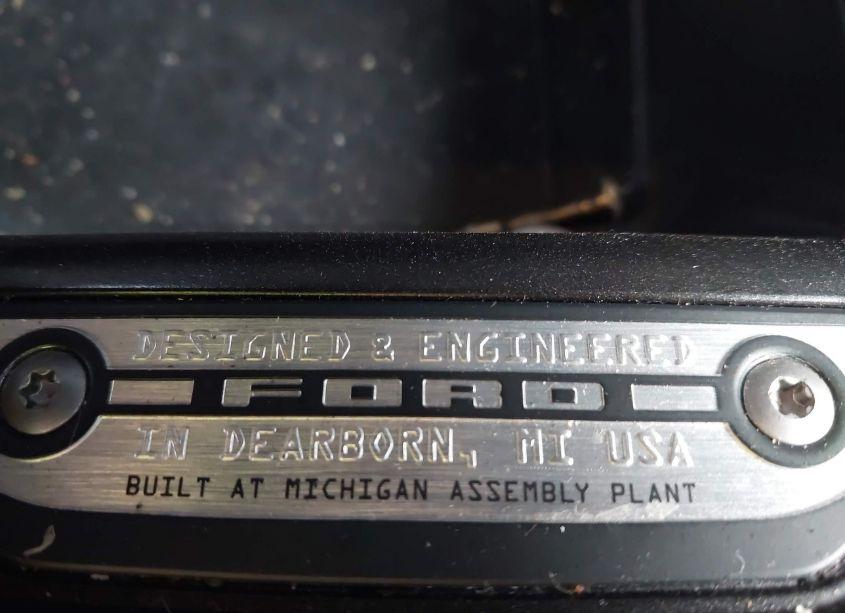 DESIGNED & ENGINEERED
FORD
IN DEARBORN, MI USA
BUILT AT MICHIGAN ASSEMBLY PLANT